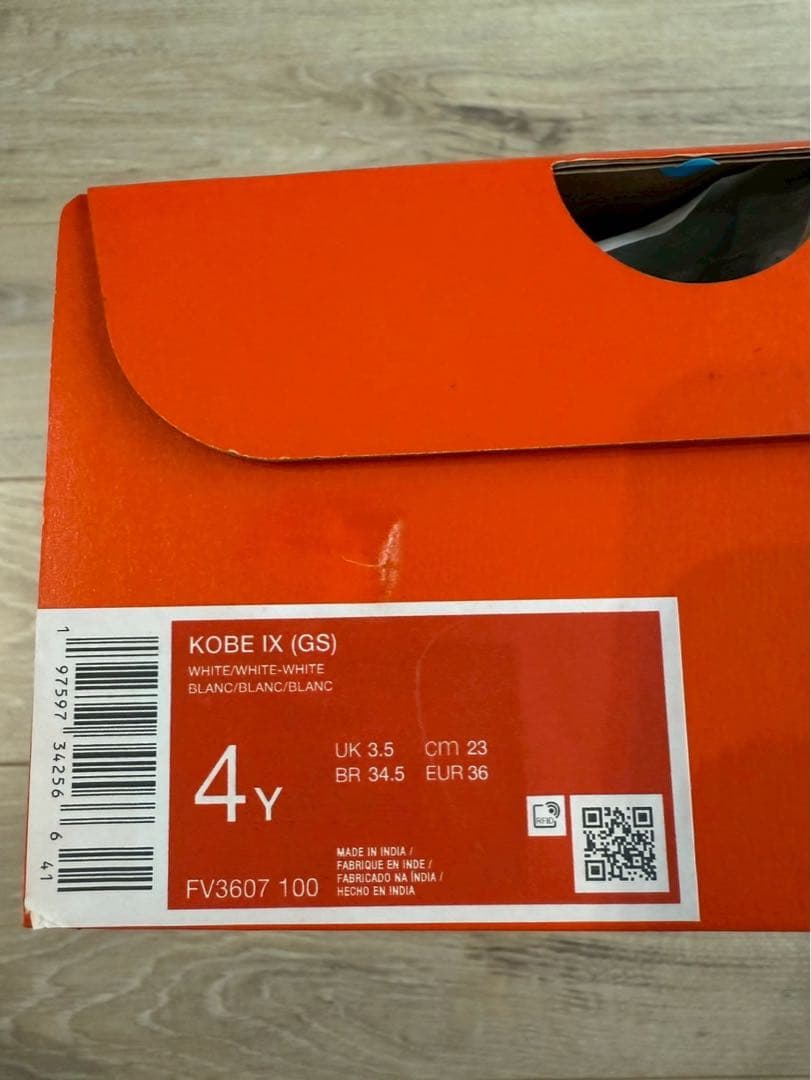 KOBE IX (GS)
WHITE/WHITE-WHITE
BLANC/BLANC/BLANC
4Y
UK 3.5 cm 23
BR 34.5 EUR 36
RFID
MADE IN INDIA /
FABRIQUE EN INDE /
FABRICADO NA ÍNDIA /
HECHO EN INDIA
FV3607 100
1 97597 34256 6 41